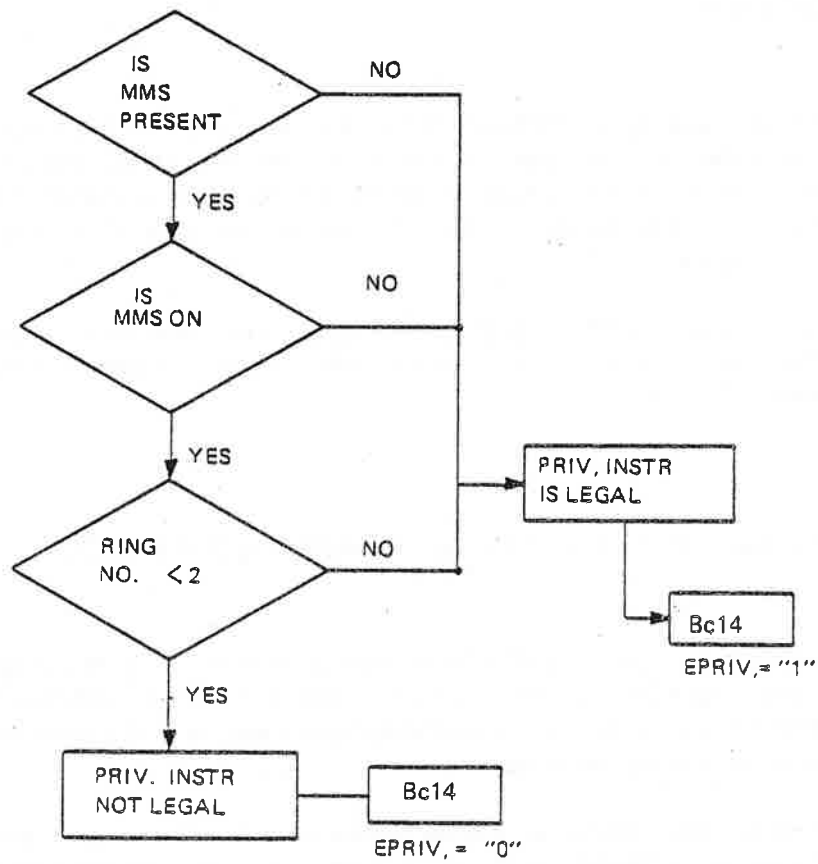 IS
MMS
PRESENT
NO
YES
IS
MMS ON
NO
YES
PRIV, INSTR
IS LEGAL
RING
NO. <2
NO
Bc14
EPRIV,= "1"
YES
PRIV. INSTR
NOT LEGAL
Bc14
EPRIV, = "0"